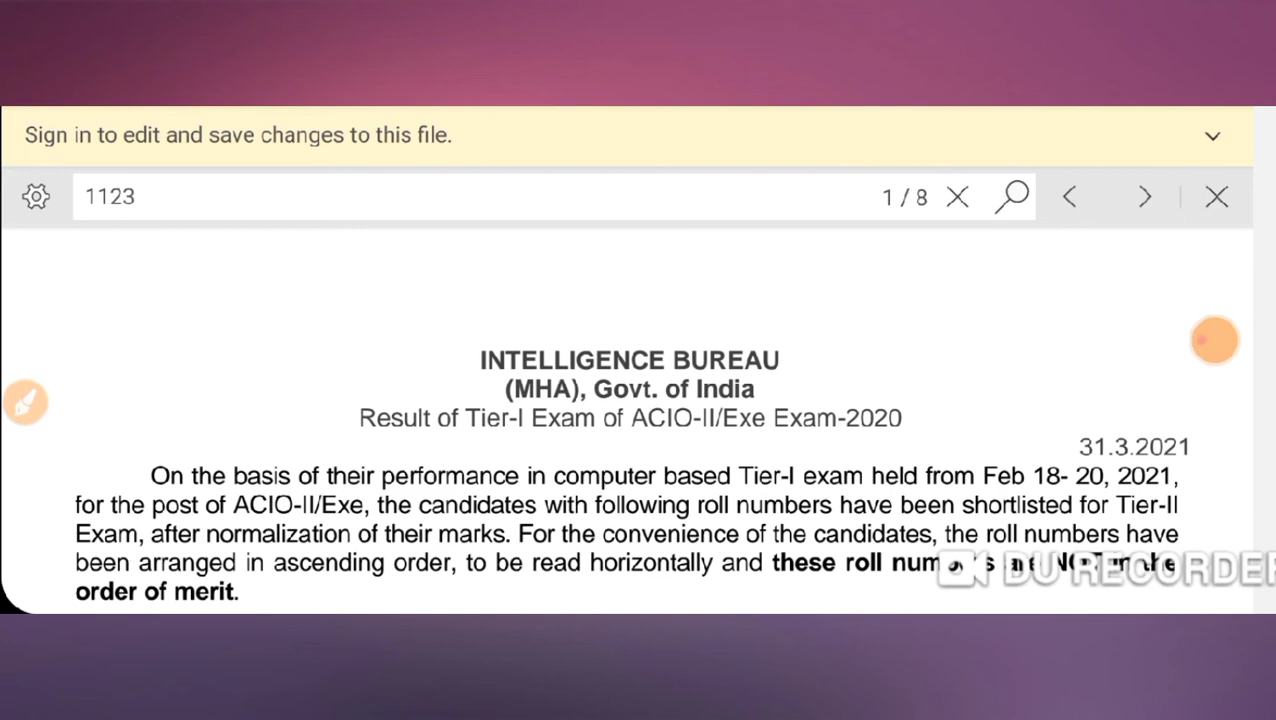 Sign in to edit and save changes to this file.
1123 1 / 8
INTELLIGENCE BUREAU
(MHA), Govt. of India
Result of Tier-I Exam of ACIO-II/Exe Exam-2020
31.3.2021
On the basis of their performance in computer based Tier-I exam held from Feb 18- 20, 2021,
for the post of ACIO-II/Exe, the candidates with following roll numbers have been shortlisted for Tier-II
Exam, after normalization of their marks. For the convenience of the candidates, the roll numbers have
been arranged in ascending order, to be read horizontally and these roll numbers are NOT in the
order of merit.
DU RECORDER